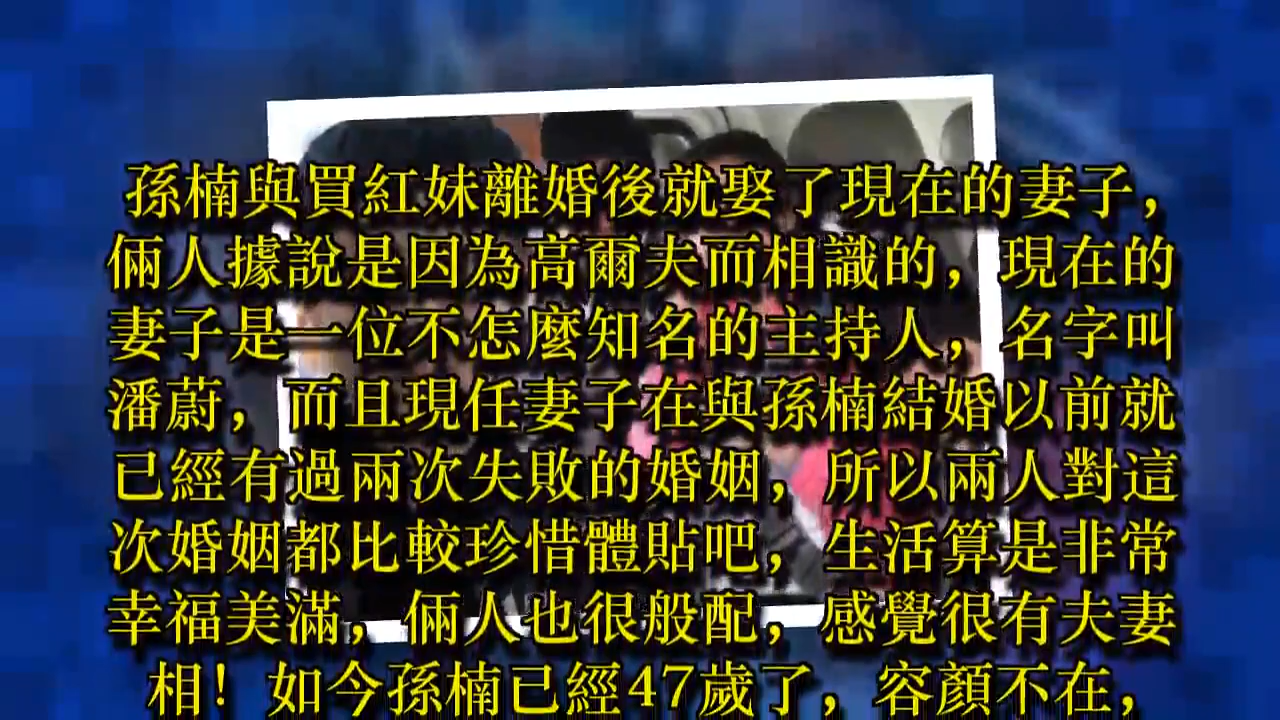 孫楠與買紅妹離婚後就娶了現在的妻子，
倆人據說是因為高爾夫而相識的，現在的
妻子是一位不怎麼知名的主持人，名字叫
潘蔚，而且現任妻子在與孫楠結婚以前就
已經有過兩次失敗的婚姻，所以兩人對這
次婚姻都比較珍惜體貼吧，生活算是非常
幸福美滿，倆人也很般配，感覺很有夫妻
相！如今孫楠已經47歲了，容顏不在，